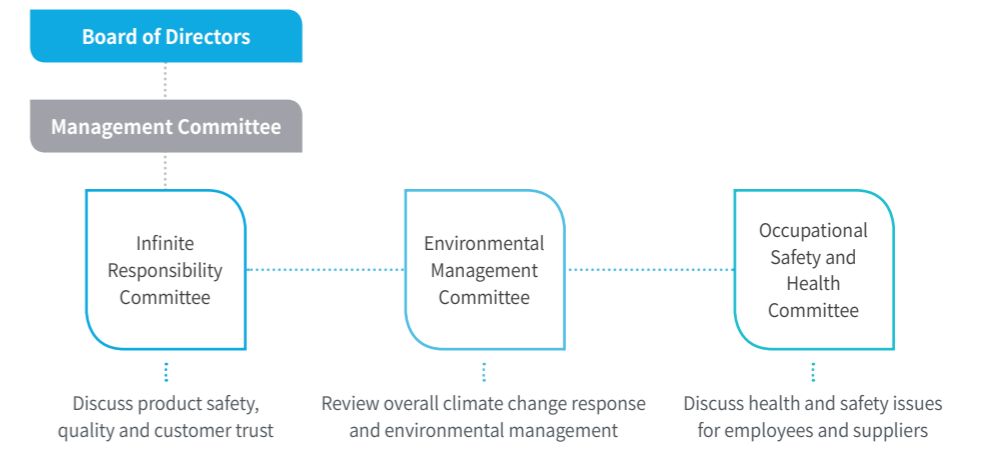 Board of Directors
Management Committee
Infinite
Responsibility
Committee
Environmental
Management
Committee
Occupational
Safety and
Health
Committee
Discuss product safety,
quality and customer trust
Review overall climate change response
and environmental management
Discuss health and safety issues
for employees and suppliers